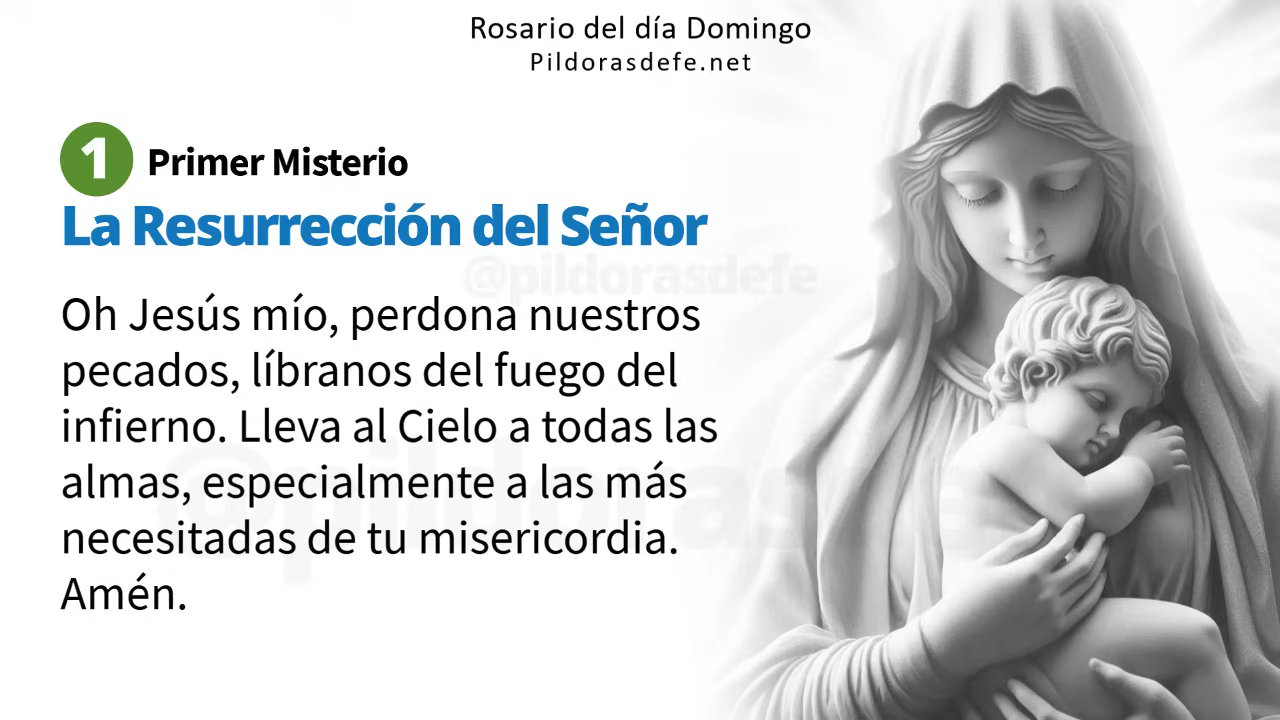 Rosario del día Domingo
Pildorasdefe.net
1 Primer Misterio
La Resurrección del Señor
@pildorasdefe
Oh Jesús mío, perdona nuestros
pecados, líbranos del fuego del
infierno. Lleva al Cielo a todas las
almas, especialmente a las más
necesitadas de tu misericordia.
Amén.